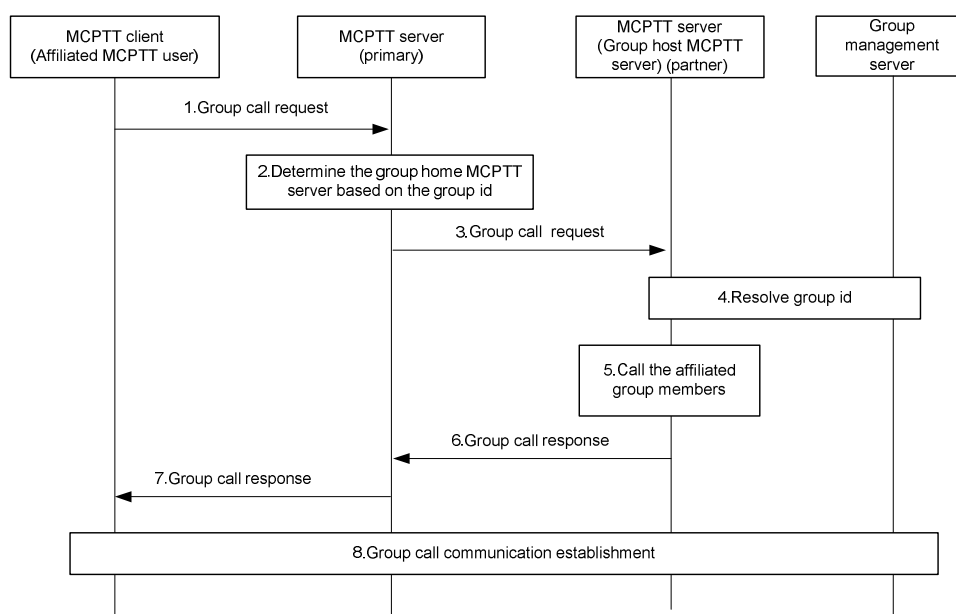 MCPTT client
(Affiliated MCPTT user)
MCPTT server
(primary)
MCPTT server
(Group host MCPTT
server) (partner)
Group
management
server
1.Group call request
2.Determine the group home MCPTT
server based on the group id
3.Group call request
4.Resolve group id
5.Call the affiliated
group members
6.Group call response
7.Group call response
8.Group call communication establishment